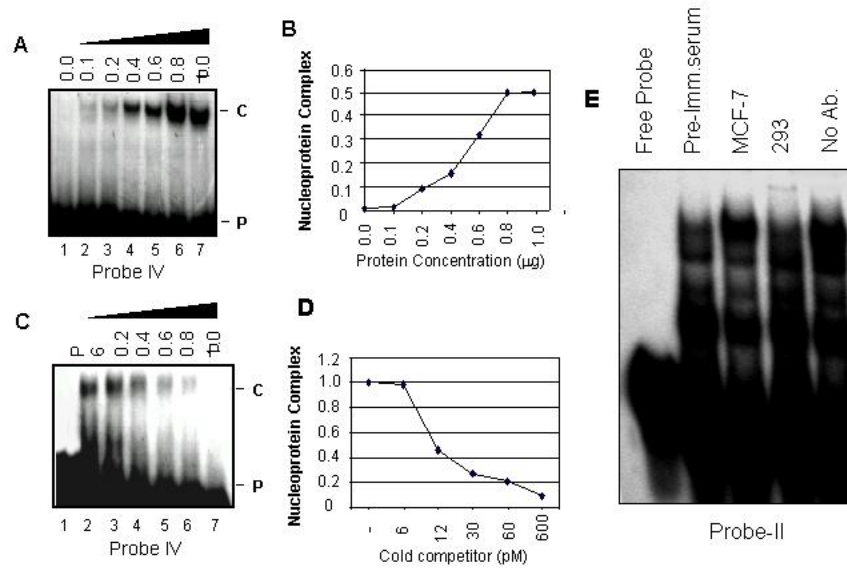 A
0.0
0.1
0.2
0.4
0.6
0.8
1.0
C
P
1 2 3 4 5 6 7
Probe IV
B
Nucleoprotein Complex
0.6
0.5
0.4
0.3
0.2
0.1
0
0.0 0.1 0.2 0.4 0.6 0.8 1.0
Protein Concentration (µg)
C
P
6
0.2
0.4
0.6
0.8
1.0
C
P
1 2 3 4 5 6 7
Probe IV
D
Nucleoprotein Complex
1.2
1.0
0.8
0.6
0.4
0.2
0
- 6 12 30 60 600
Cold competitor (pM)
E
Free Probe
Pre-Imm.serum
MCF-7
293
No Ab.
Probe-II